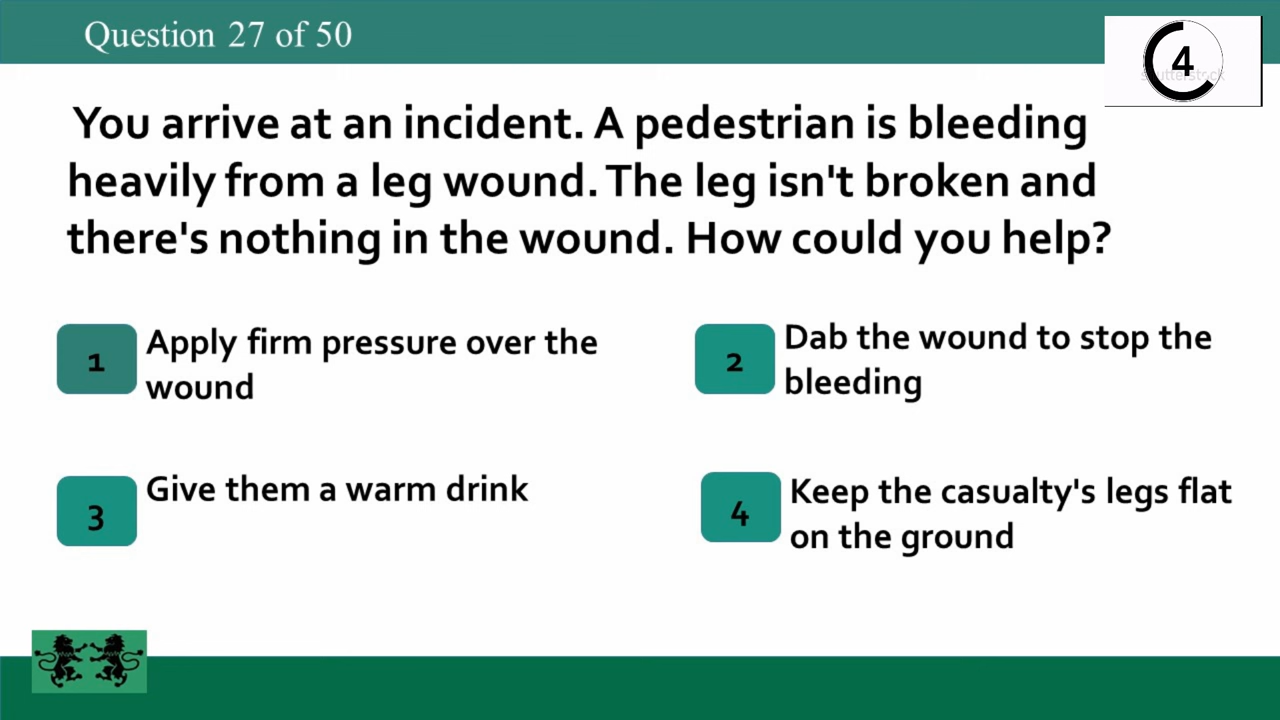 Question 27 of 50
4
shutterstock
You arrive at an incident. A pedestrian is bleeding
heavily from a leg wound. The leg isn't broken and
there's nothing in the wound. How could you help?
1
Apply firm pressure over the
wound
2
Dab the wound to stop the
bleeding
3
Give them a warm drink
4
Keep the casualty's legs flat
on the ground